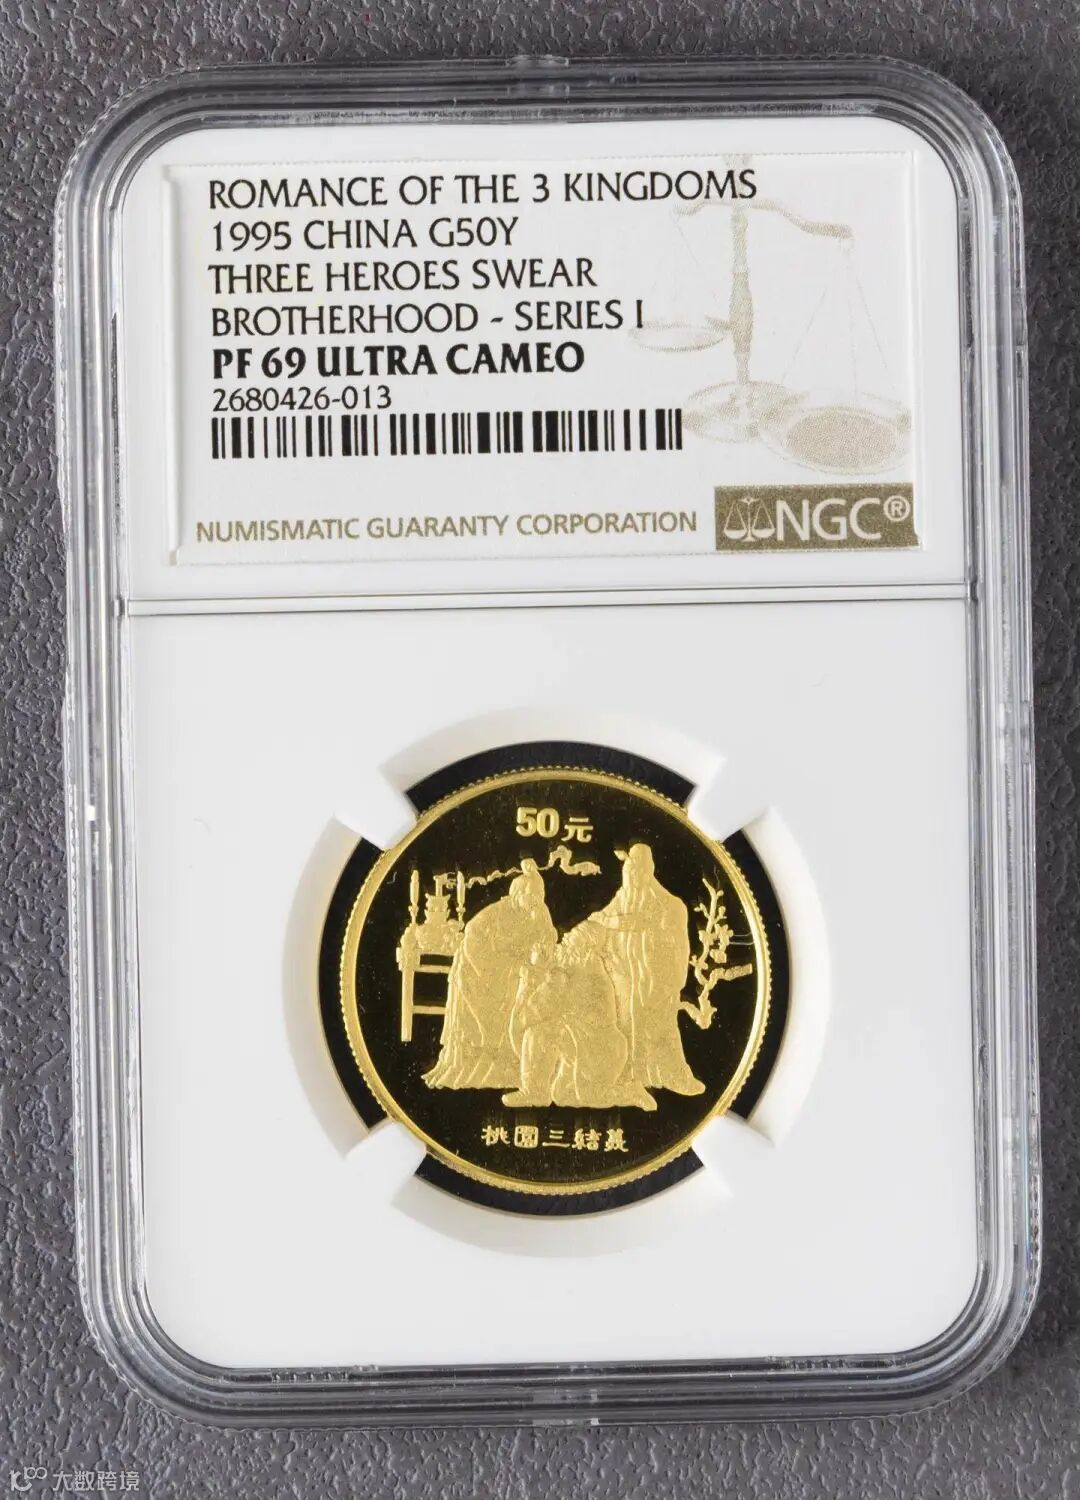 ROMANCE OF THE 3 KINGDOMS
1995 CHINA G50Y
THREE HEROES SWEAR
BROTHERHOOD - SERIES I
PF 69 ULTRA CAMEO
2680426-013
NUMISMATIC GUARANTY CORPORATION NGC®
50元
桃園三結義
大数跨境